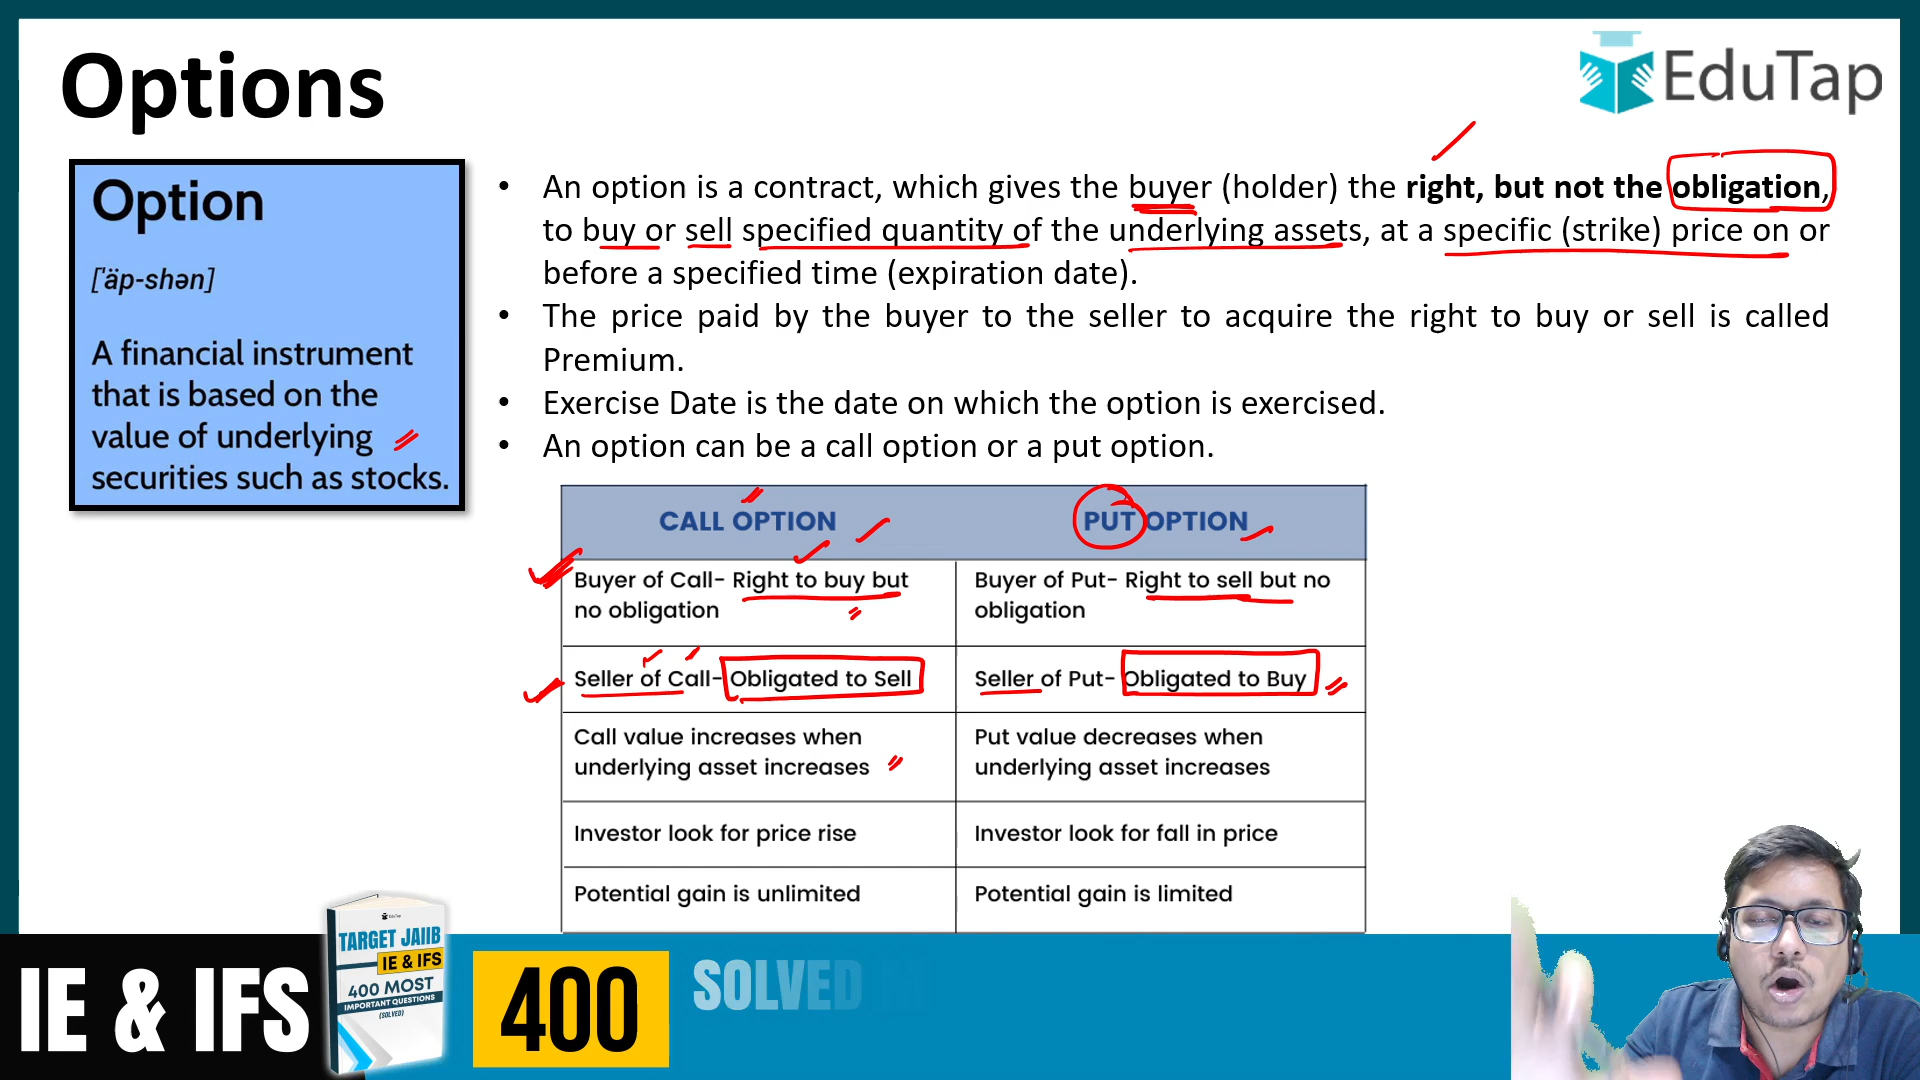 Options
EduTap
Option
['äp-shən]
A financial instrument
that is based on the
value of underlying
securities such as stocks.
• An option is a contract, which gives the buyer (holder) the right, but not the obligation,
to buy or sell specified quantity of the underlying assets, at a specific (strike) price on or
before a specified time (expiration date).
• The price paid by the buyer to the seller to acquire the right to buy or sell is called
Premium.
• Exercise Date is the date on which the option is exercised.
• An option can be a call option or a put option.
CALL OPTION
PUT OPTION
Buyer of Call- Right to buy but
no obligation
Buyer of Put- Right to sell but no
obligation
Seller of Call- Obligated to Sell
Seller of Put- Obligated to Buy
Call value increases when
underlying asset increases
Put value decreases when
underlying asset increases
Investor look for price rise
Investor look for fall in price
Potential gain is unlimited
Potential gain is limited
IE & IFS
EduTap
TARGET JAIIB
IE & IFS
400 MOST
IMPORTANT QUESTIONS
(SOLVED)
400
SOLVED